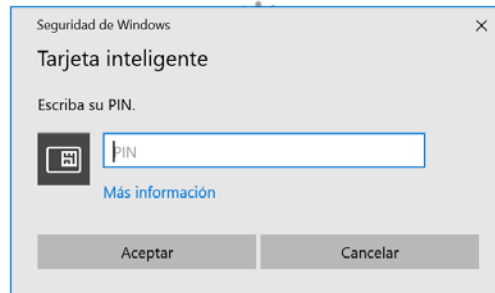 Seguridad de Windows
Tarjeta inteligente
Escriba su PIN.
PIN
Más información
Aceptar
Cancelar